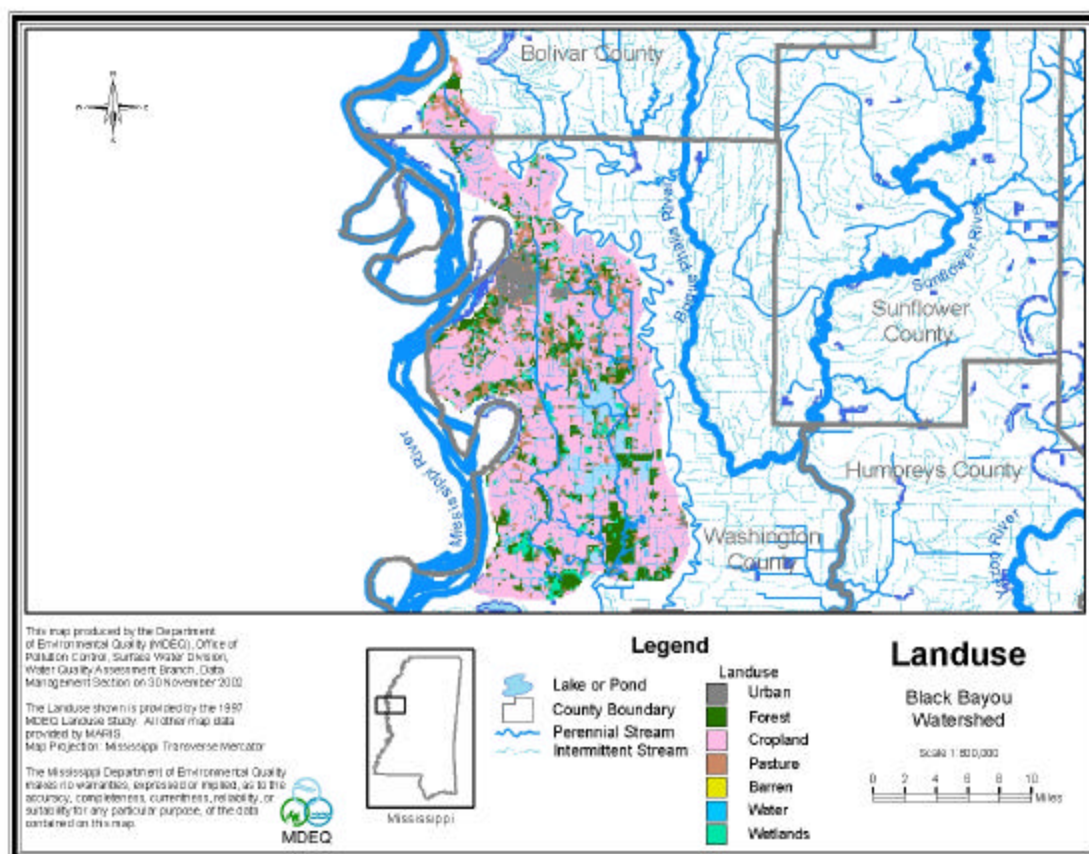 Bolivar County
Bogue Phalia River
Sunflower River
Sunflower
County
Mississippi River
Humpreys County
Washington
County
Yazoo River
This map produced by the Department
of Environmental Quality (MDEQ), Office of
Pollution Control, Surface Water Division,
Water Quality Assessment Branch, Data
Management Section on 30 November 2002
The Landuse shown is provided by the 1997
MDEQ Landuse Study. All other map data
provided by MARIS.
Map Projection: Mississippi Transverse Mercator
The Mississippi Department of Environmental Quality
makes no warranties, expressed or implied, as to the
accuracy, completeness, currentness, reliability, or
suitability for any particular purpose, of the data
contained on this map.
MDEQ
Mississippi
Legend
Lake or Pond
County Boundary
Perennial Stream
Intermittent Stream
Landuse
Urban
Forest
Cropland
Pasture
Barren
Water
Wetlands
Landuse
Black Bayou
Watershed
Scale 1:600,000
0 2 4 6 8 10
Miles